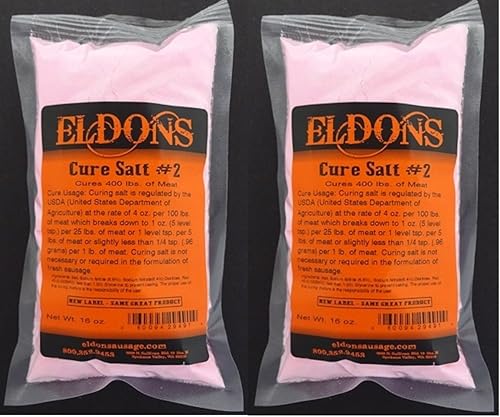 ELDONS
Cure Salt #2
Cures 400 lbs. of Meat
Cure Usage: Curing salt is regulated by the
USDA (United States Department of
Agriculture) at the rate of 4 oz. per 100 lbs.
of meat which breaks down to 1 oz. (5 level
tsp.) per 25 lbs. of meat or 1 level tsp. per 5
lbs. of meat or slightly less than 1/4 tsp. (.96
grams) per 1 lb. of meat. Curing salt is not
necessary or required in the formulation of
fresh sausage.
NEW LABEL - SAME GREAT PRODUCT
Net Wt. 16 oz.
eldonsausage.com
800.352.9453
ELDONS
Cure Salt #2
Cures 400 lbs. of Meat
Cure Usage: Curing salt is regulated by the
USDA (United States Department of
Agriculture) at the rate of 4 oz. per 100 lbs.
of meat which breaks down to 1 oz. (5 level
tsp.) per 25 lbs. of meat or 1 level tsp. per 5
lbs. of meat or slightly less than 1/4 tsp. (.96
grams) per 1 lb. of meat. Curing salt is not
necessary or required in the formulation of
fresh sausage.
NEW LABEL - SAME GREAT PRODUCT
Net Wt. 16 oz.
eldonsausage.com
800.352.9453